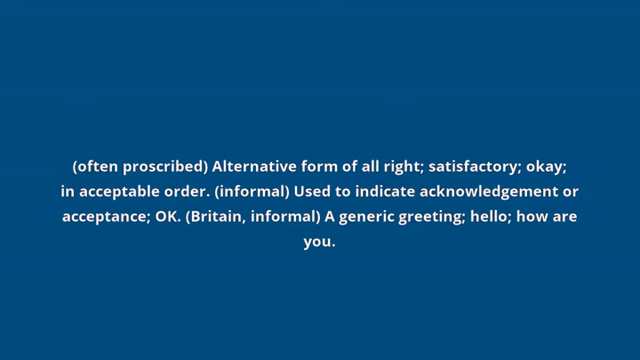 (often proscribed) Alternative form of all right; satisfactory; okay;
in acceptable order. (informal) Used to indicate acknowledgement or
acceptance; OK. (Britain, informal) A generic greeting; hello; how are
you.